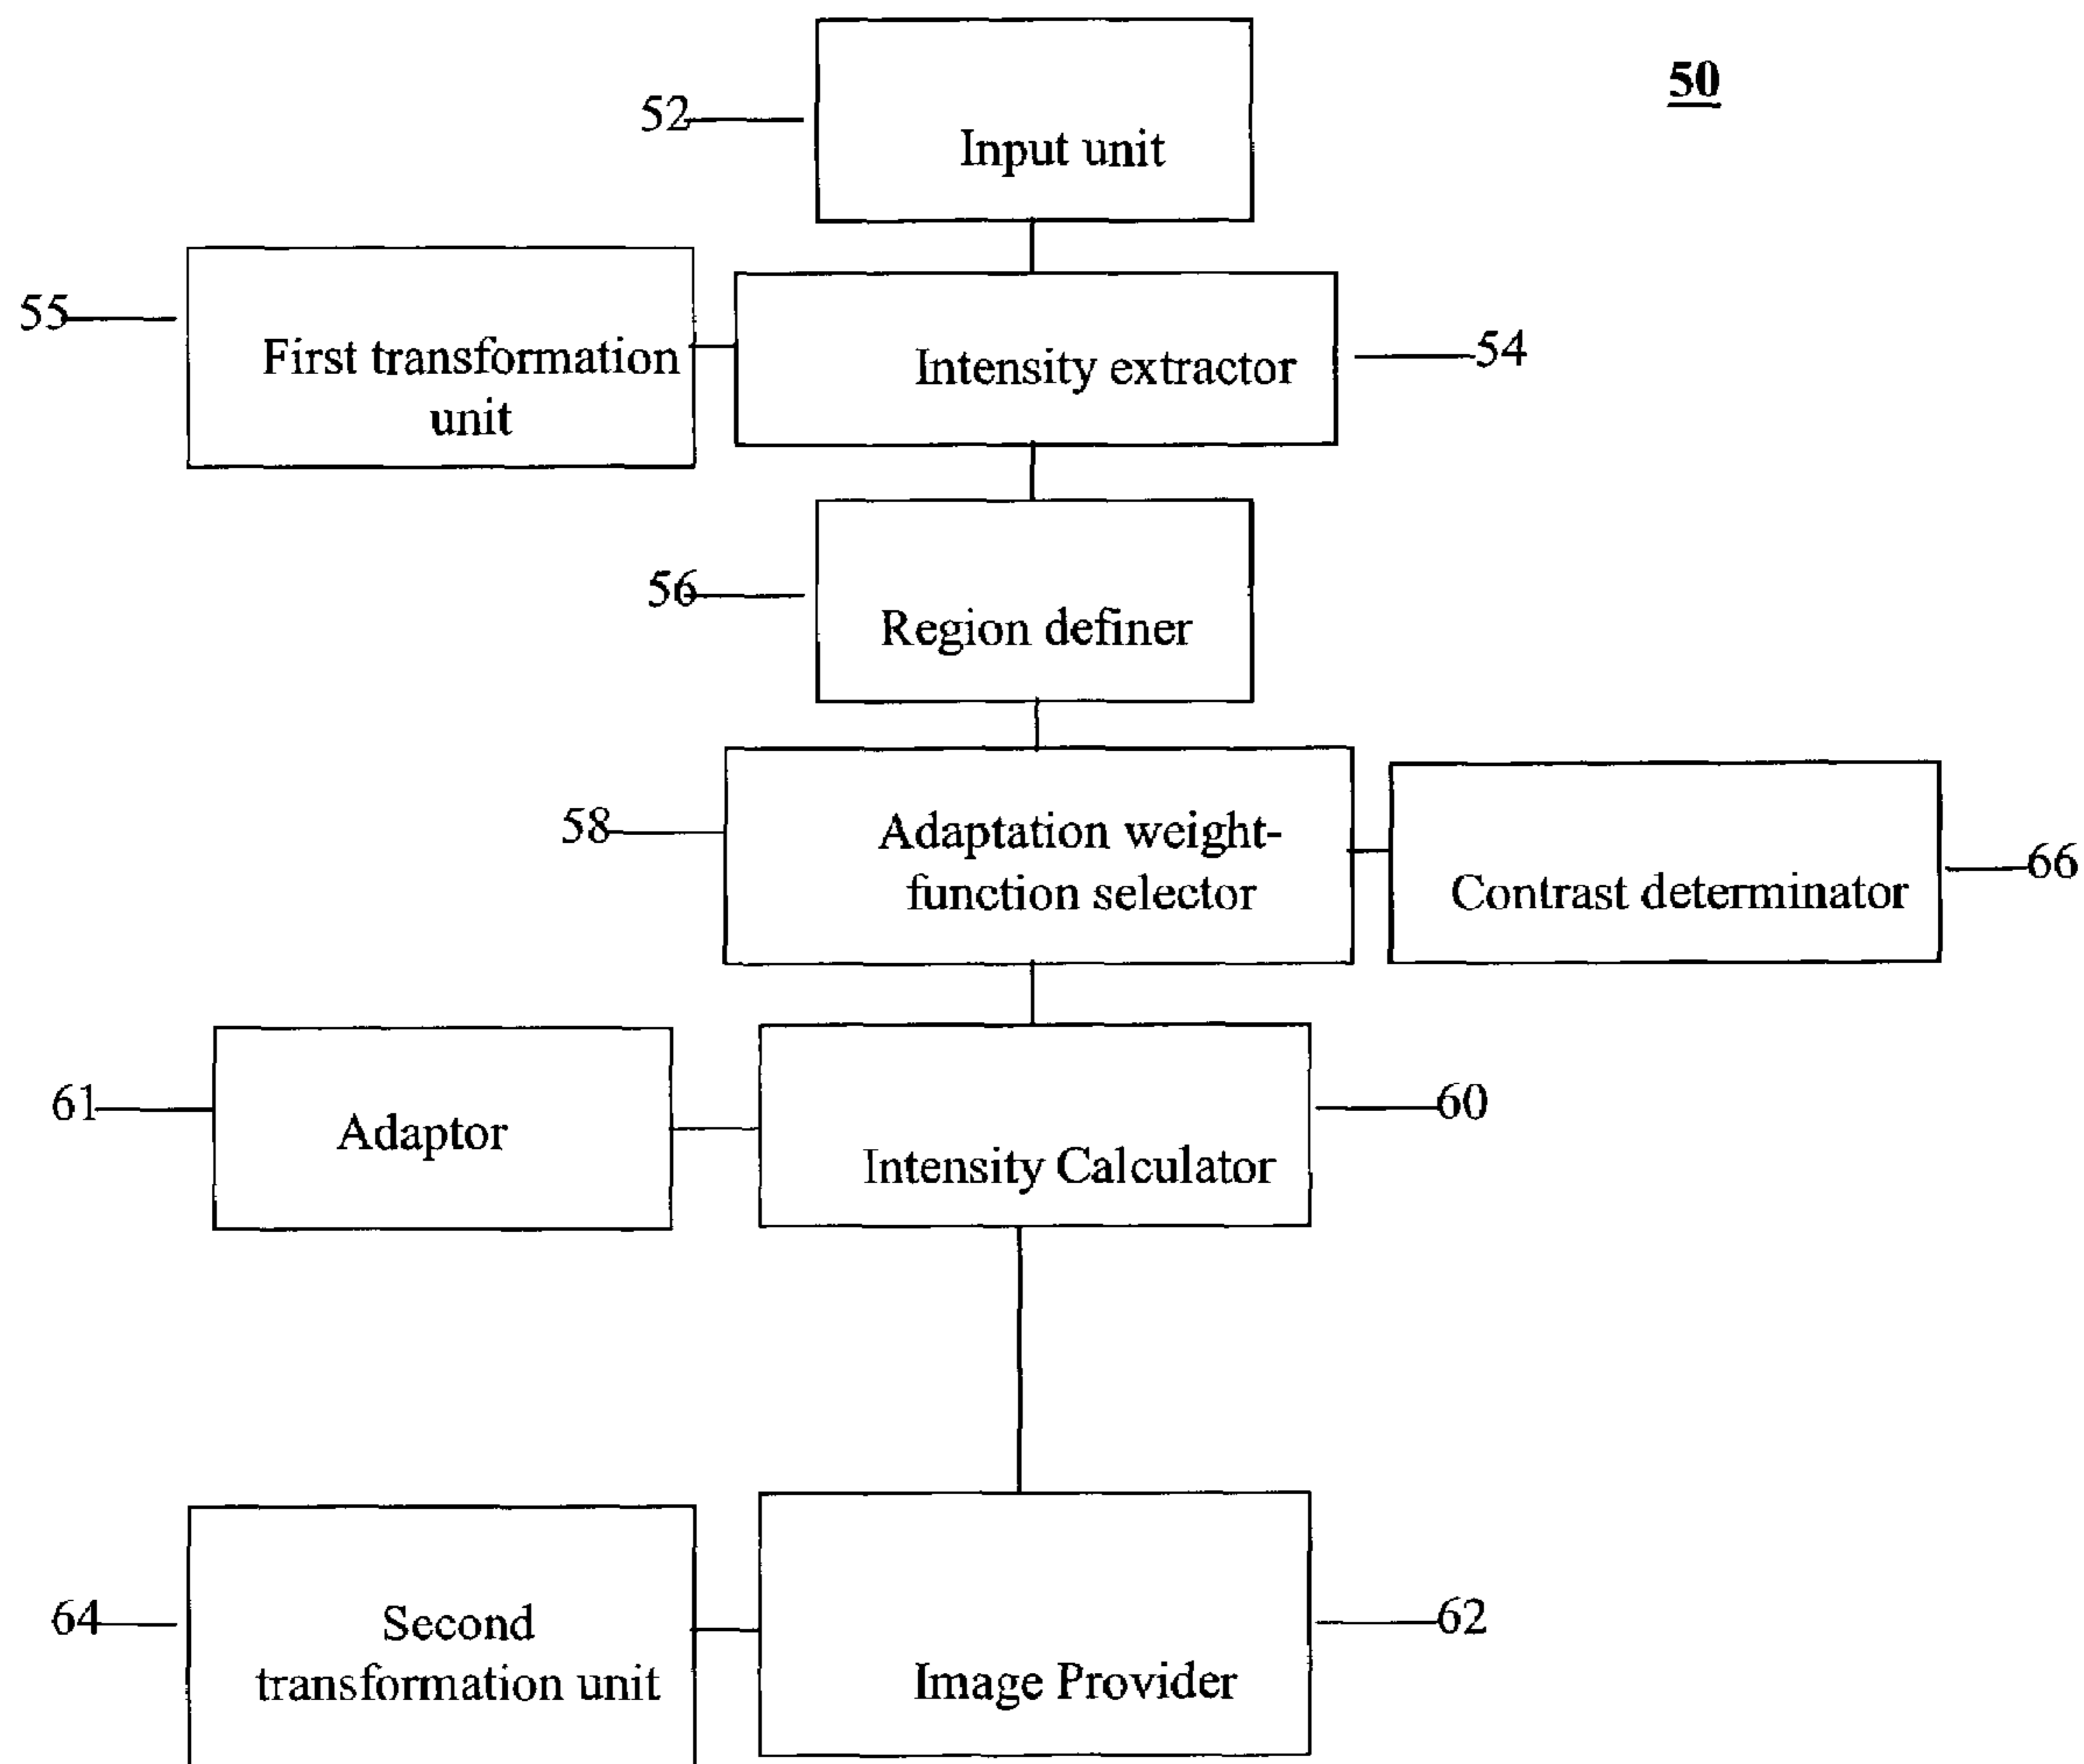 50
52
Input unit
55
First transformation
unit
Intensity extractor
54
56
Region definer
58
Adaptation weight-
function selector
Contrast determinator
66
61
Adaptor
Intensity Calculator
60
64
Second
transformation unit
Image Provider
62